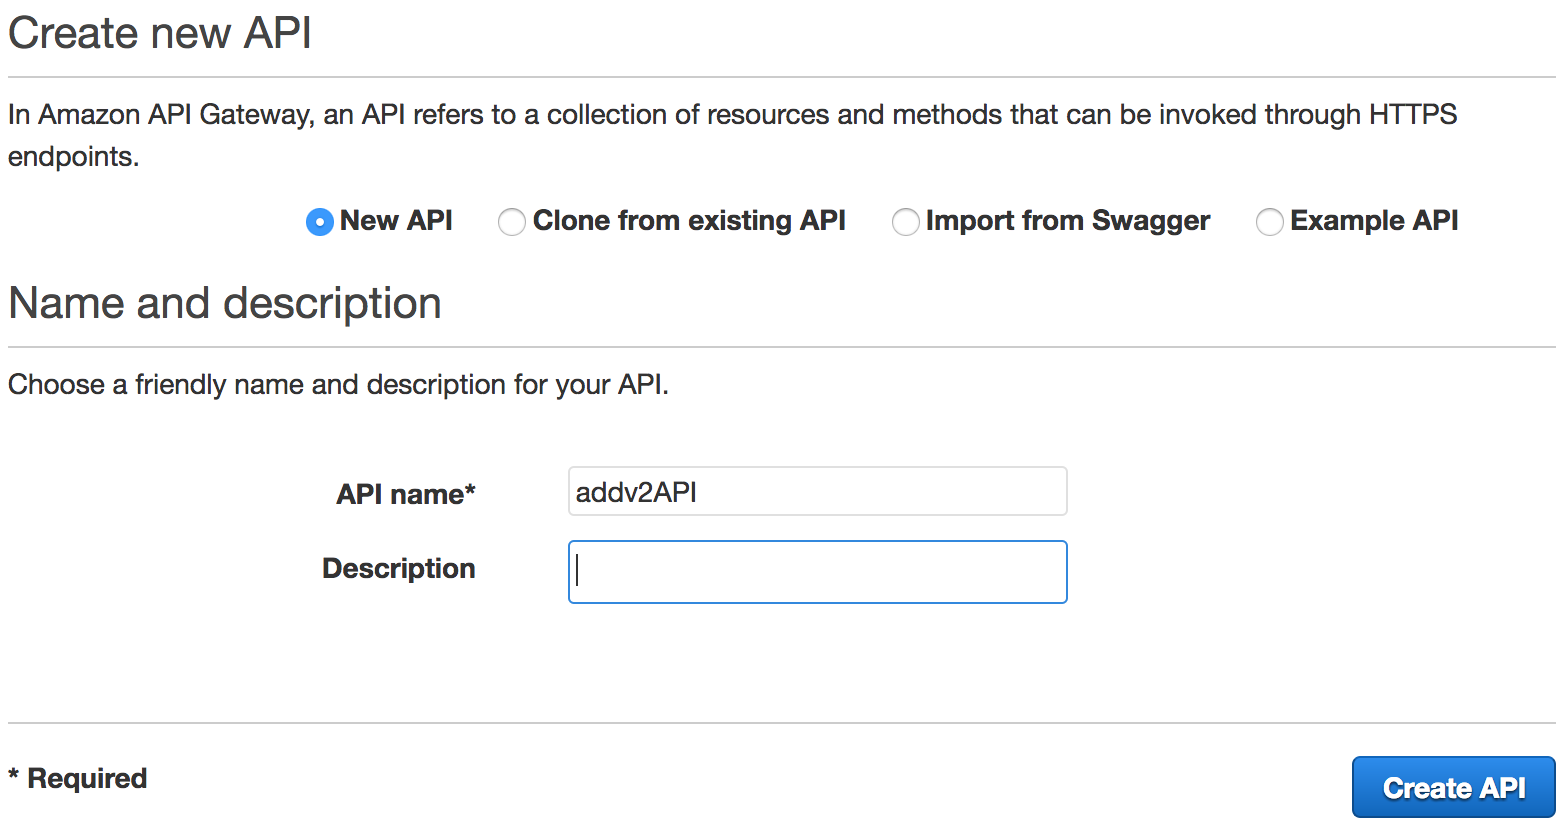 Create new API
In Amazon API Gateway, an API refers to a collection of resources and methods that can be invoked through HTTPS
endpoints.
New API Clone from existing API Import from Swagger Example API
Name and description
Choose a friendly name and description for your API.
API name* addv2API
Description
* Required
Create API